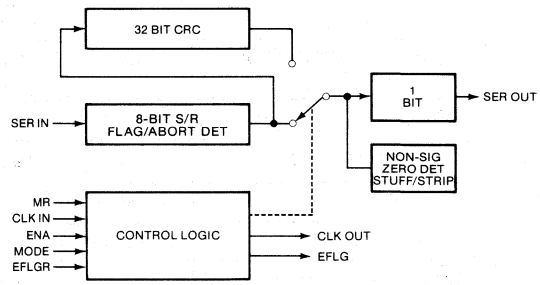 32 BIT CRC
SER IN
8-BIT S/R
FLAG/ABORT DET
1
BIT
SER OUT
NON-SIG
ZERO DET
STUFF/STRIP
MR
CLK IN
ENA
MODE
EFLGR
CONTROL LOGIC
CLK OUT
EFLG